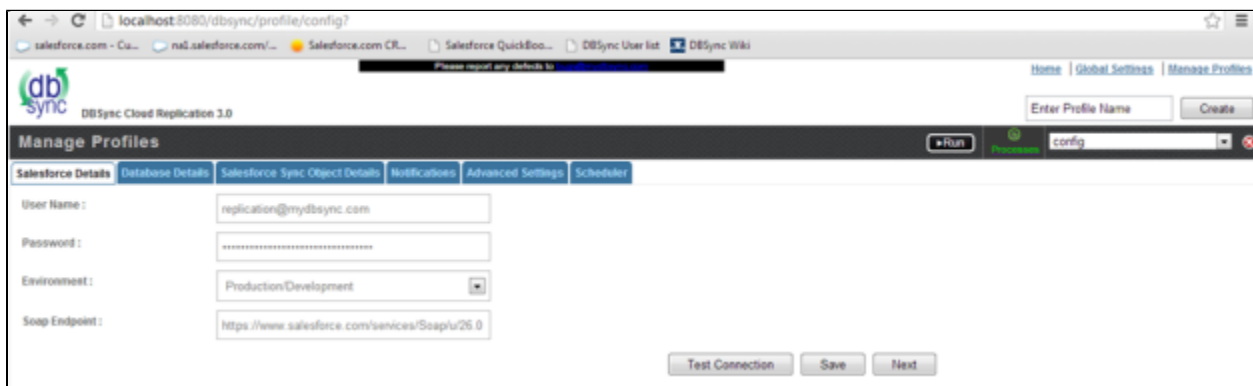 localhost:8080/dbsync/profile/config?
salesforce.com - Cu... na1.salesforce.com/... Salesforce.com CR... Salesforce QuickBoo... DBSync User list DBSync Wiki
Please report any defects to
Home | Global Settings | Manage Profiles
db
sync DBSync Cloud Replication 3.0
Enter Profile Name Create
Manage Profiles Run Processes config
Salesforce Details Database Details Salesforce Sync Object Details Notifications Advanced Settings Scheduler
User Name : replication@mydbsync.com
Password :
Environment : Production/Development
Soap Endpoint : https://www.salesforce.com/services/Soap/u/26.0
Test Connection Save Next